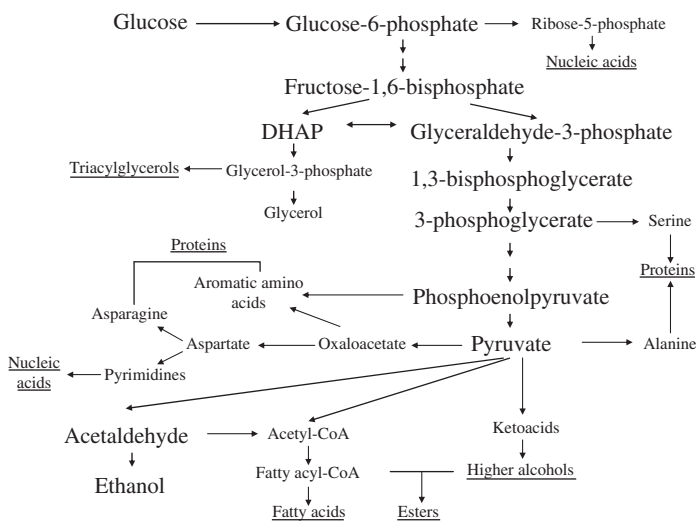 Glucose
Glucose-6-phosphate
Ribose-5-phosphate
Nucleic acids
Fructose-1,6-bisphosphate
DHAP
Glyceraldehyde-3-phosphate
Triacylglycerols
Glycerol-3-phosphate
1,3-bisphosphoglycerate
Glycerol
3-phosphoglycerate
Serine
Proteins
Proteins
Aromatic amino
acids
Phosphoenolpyruvate
Asparagine
Aspartate
Oxaloacetate
Pyruvate
Alanine
Nucleic
acids
Pyrimidines
Acetaldehyde
Acetyl-CoA
Ketoacids
Ethanol
Fatty acyl-CoA
Higher alcohols
Fatty acids
Esters